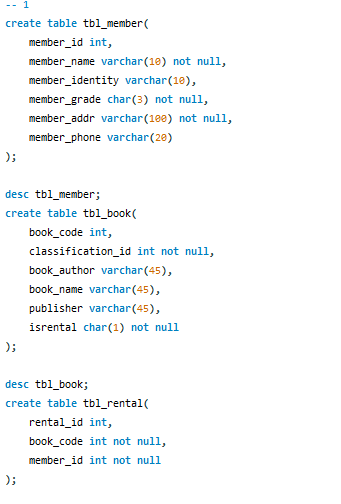 -- 1
create table tbl_member(
    member_id int,
    member_name varchar(10) not null,
    member_identity varchar(10),
    member_grade char(3) not null,
    member_addr varchar(100) not null,
    member_phone varchar(20)
);

desc tbl_member;
create table tbl_book(
    book_code int,
    classification_id int not null,
    book_author varchar(45),
    book_name varchar(45),
    publisher varchar(45),
    isrental char(1) not null
);

desc tbl_book;
create table tbl_rental(
    rental_id int,
    book_code int not null,
    member_id int not null
);